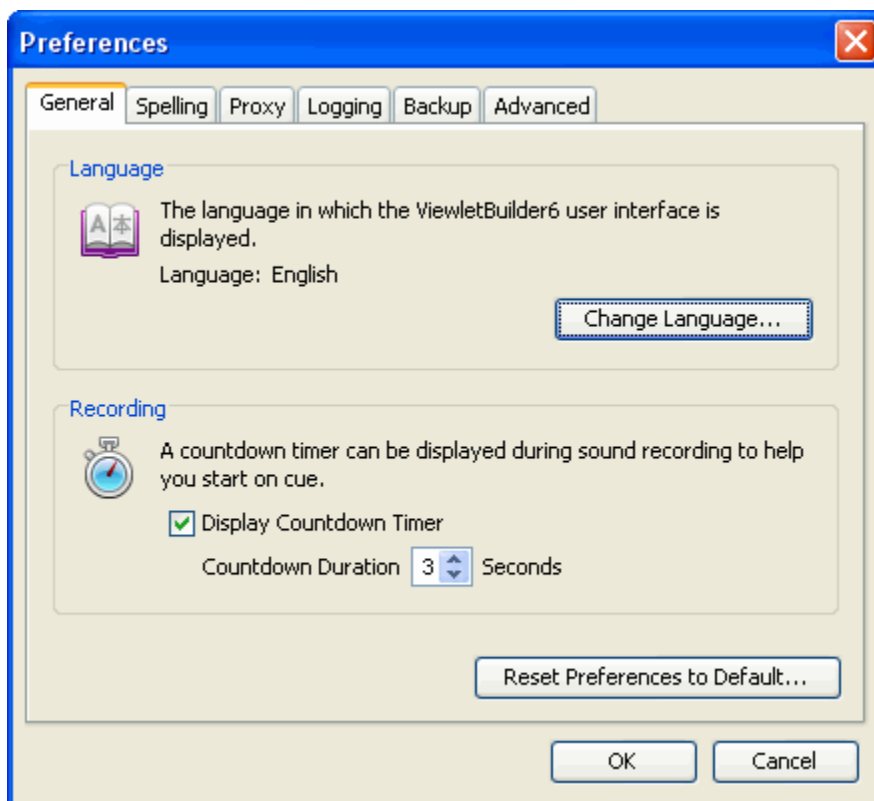 Preferences
General Spelling Proxy Logging Backup Advanced
Language
A本
The language in which the ViewletBuilder6 user interface is
displayed.
Language: English
Change Language...
Recording
A countdown timer can be displayed during sound recording to help
you start on cue.
Display Countdown Timer
Countdown Duration 3 Seconds
Reset Preferences to Default...
OK Cancel